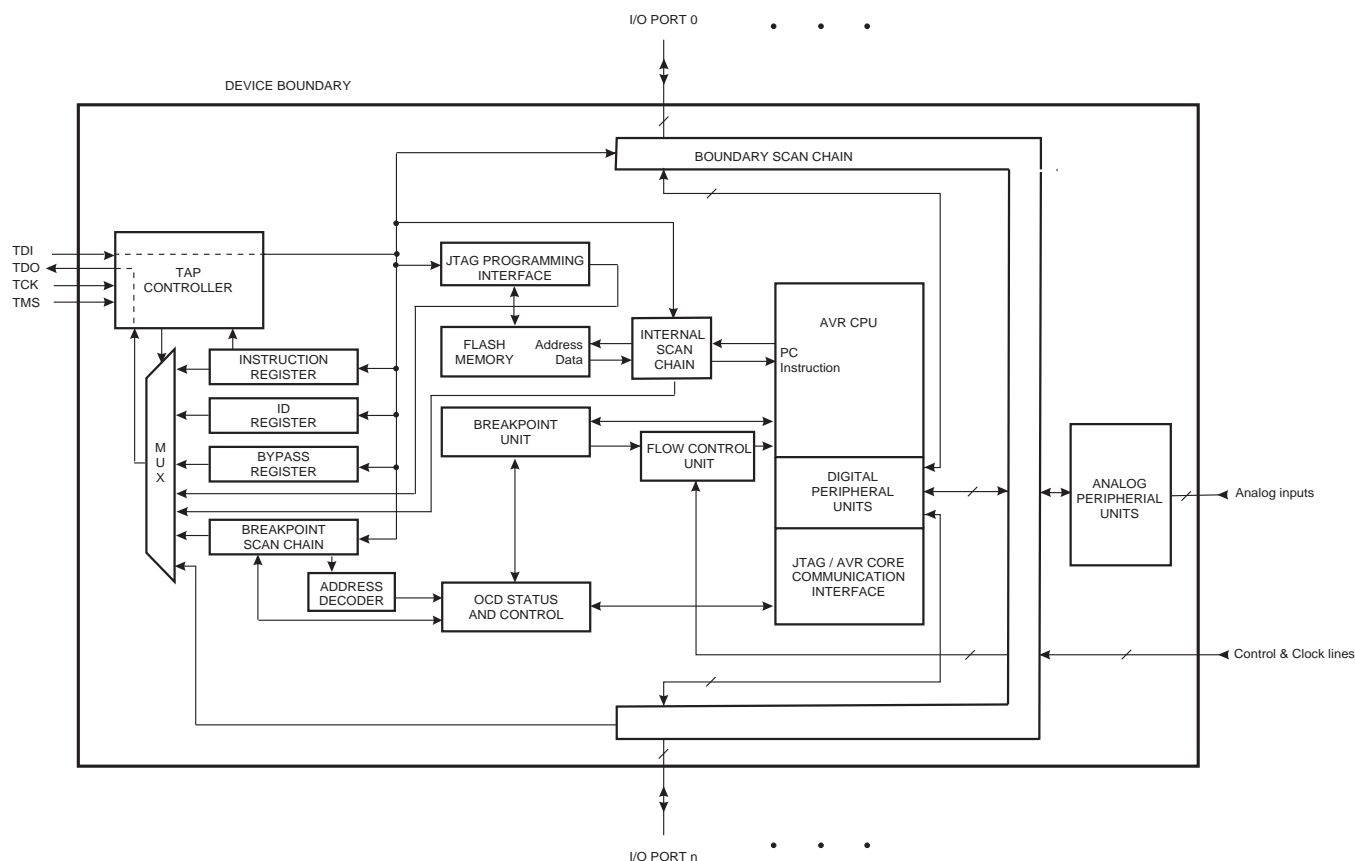 I/O PORT 0
DEVICE BOUNDARY
BOUNDARY SCAN CHAIN
TDI
TDO
TCK
TMS
TAP
CONTROLLER
JTAG PROGRAMMING
INTERFACE
FLASH
MEMORY
Address
Data
INTERNAL
SCAN
CHAIN
AVR CPU
PC
Instruction
INSTRUCTION
REGISTER
ID
REGISTER
BYPASS
REGISTER
M
U
X
BREAKPOINT
UNIT
FLOW CONTROL
UNIT
DIGITAL
PERIPHERAL
UNITS
ANALOG
PERIPHERIAL
UNITS
Analog inputs
BREAKPOINT
SCAN CHAIN
ADDRESS
DECODER
OCD STATUS
AND CONTROL
JTAG / AVR CORE
COMMUNICATION
INTERFACE
Control & Clock lines
I/O PORT n